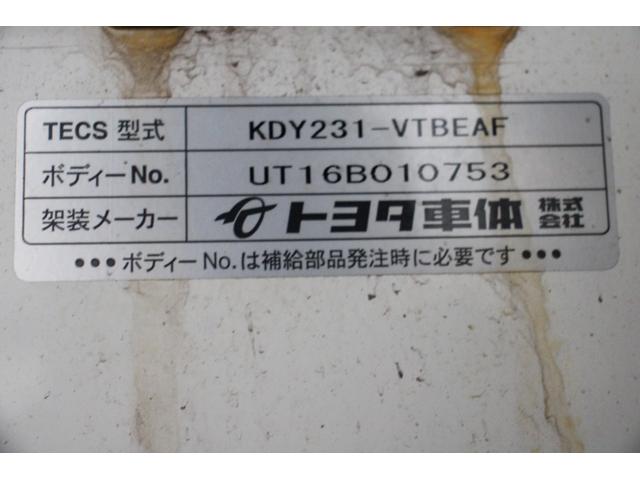 TECS 型式 KDY231-VTBEAF
ボディーNo. UT16B010753
架装メーカー トヨタ車体 株式会社
●●● ボディーNo.は補給部品発注時に必要です ●●●